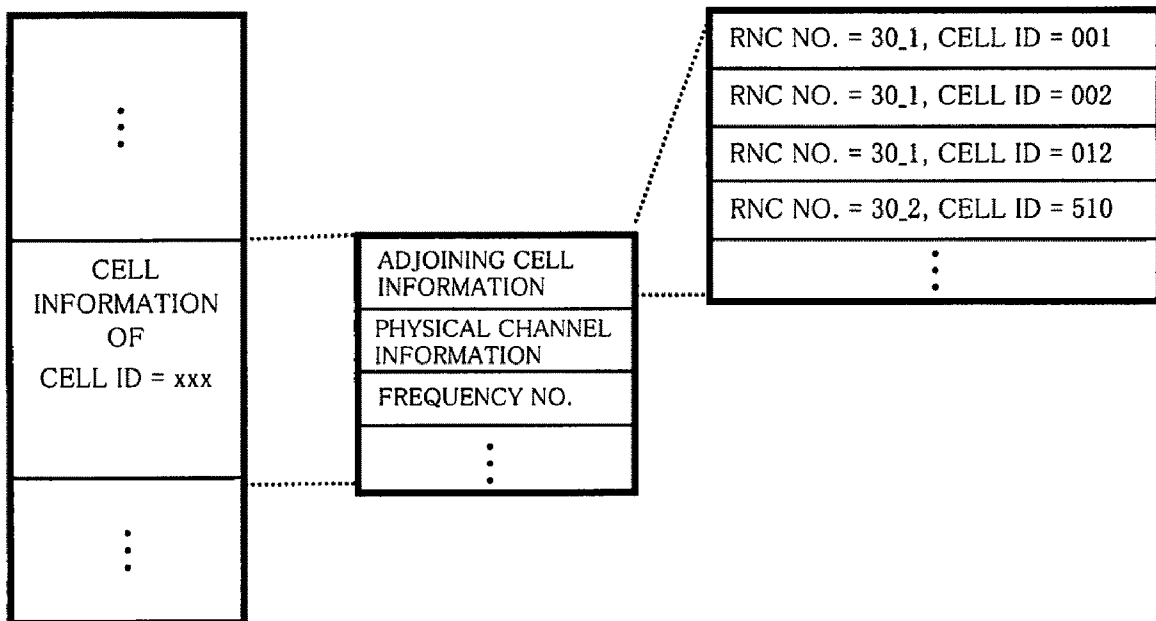 CELL
INFORMATION
OF
CELL ID = xxx
ADJOINING CELL
INFORMATION
PHYSICAL CHANNEL
INFORMATION
FREQUENCY NO.
RNC NO. = 30_1, CELL ID = 001
RNC NO. = 30_1, CELL ID = 002
RNC NO. = 30_1, CELL ID = 012
RNC NO. = 30_2, CELL ID = 510